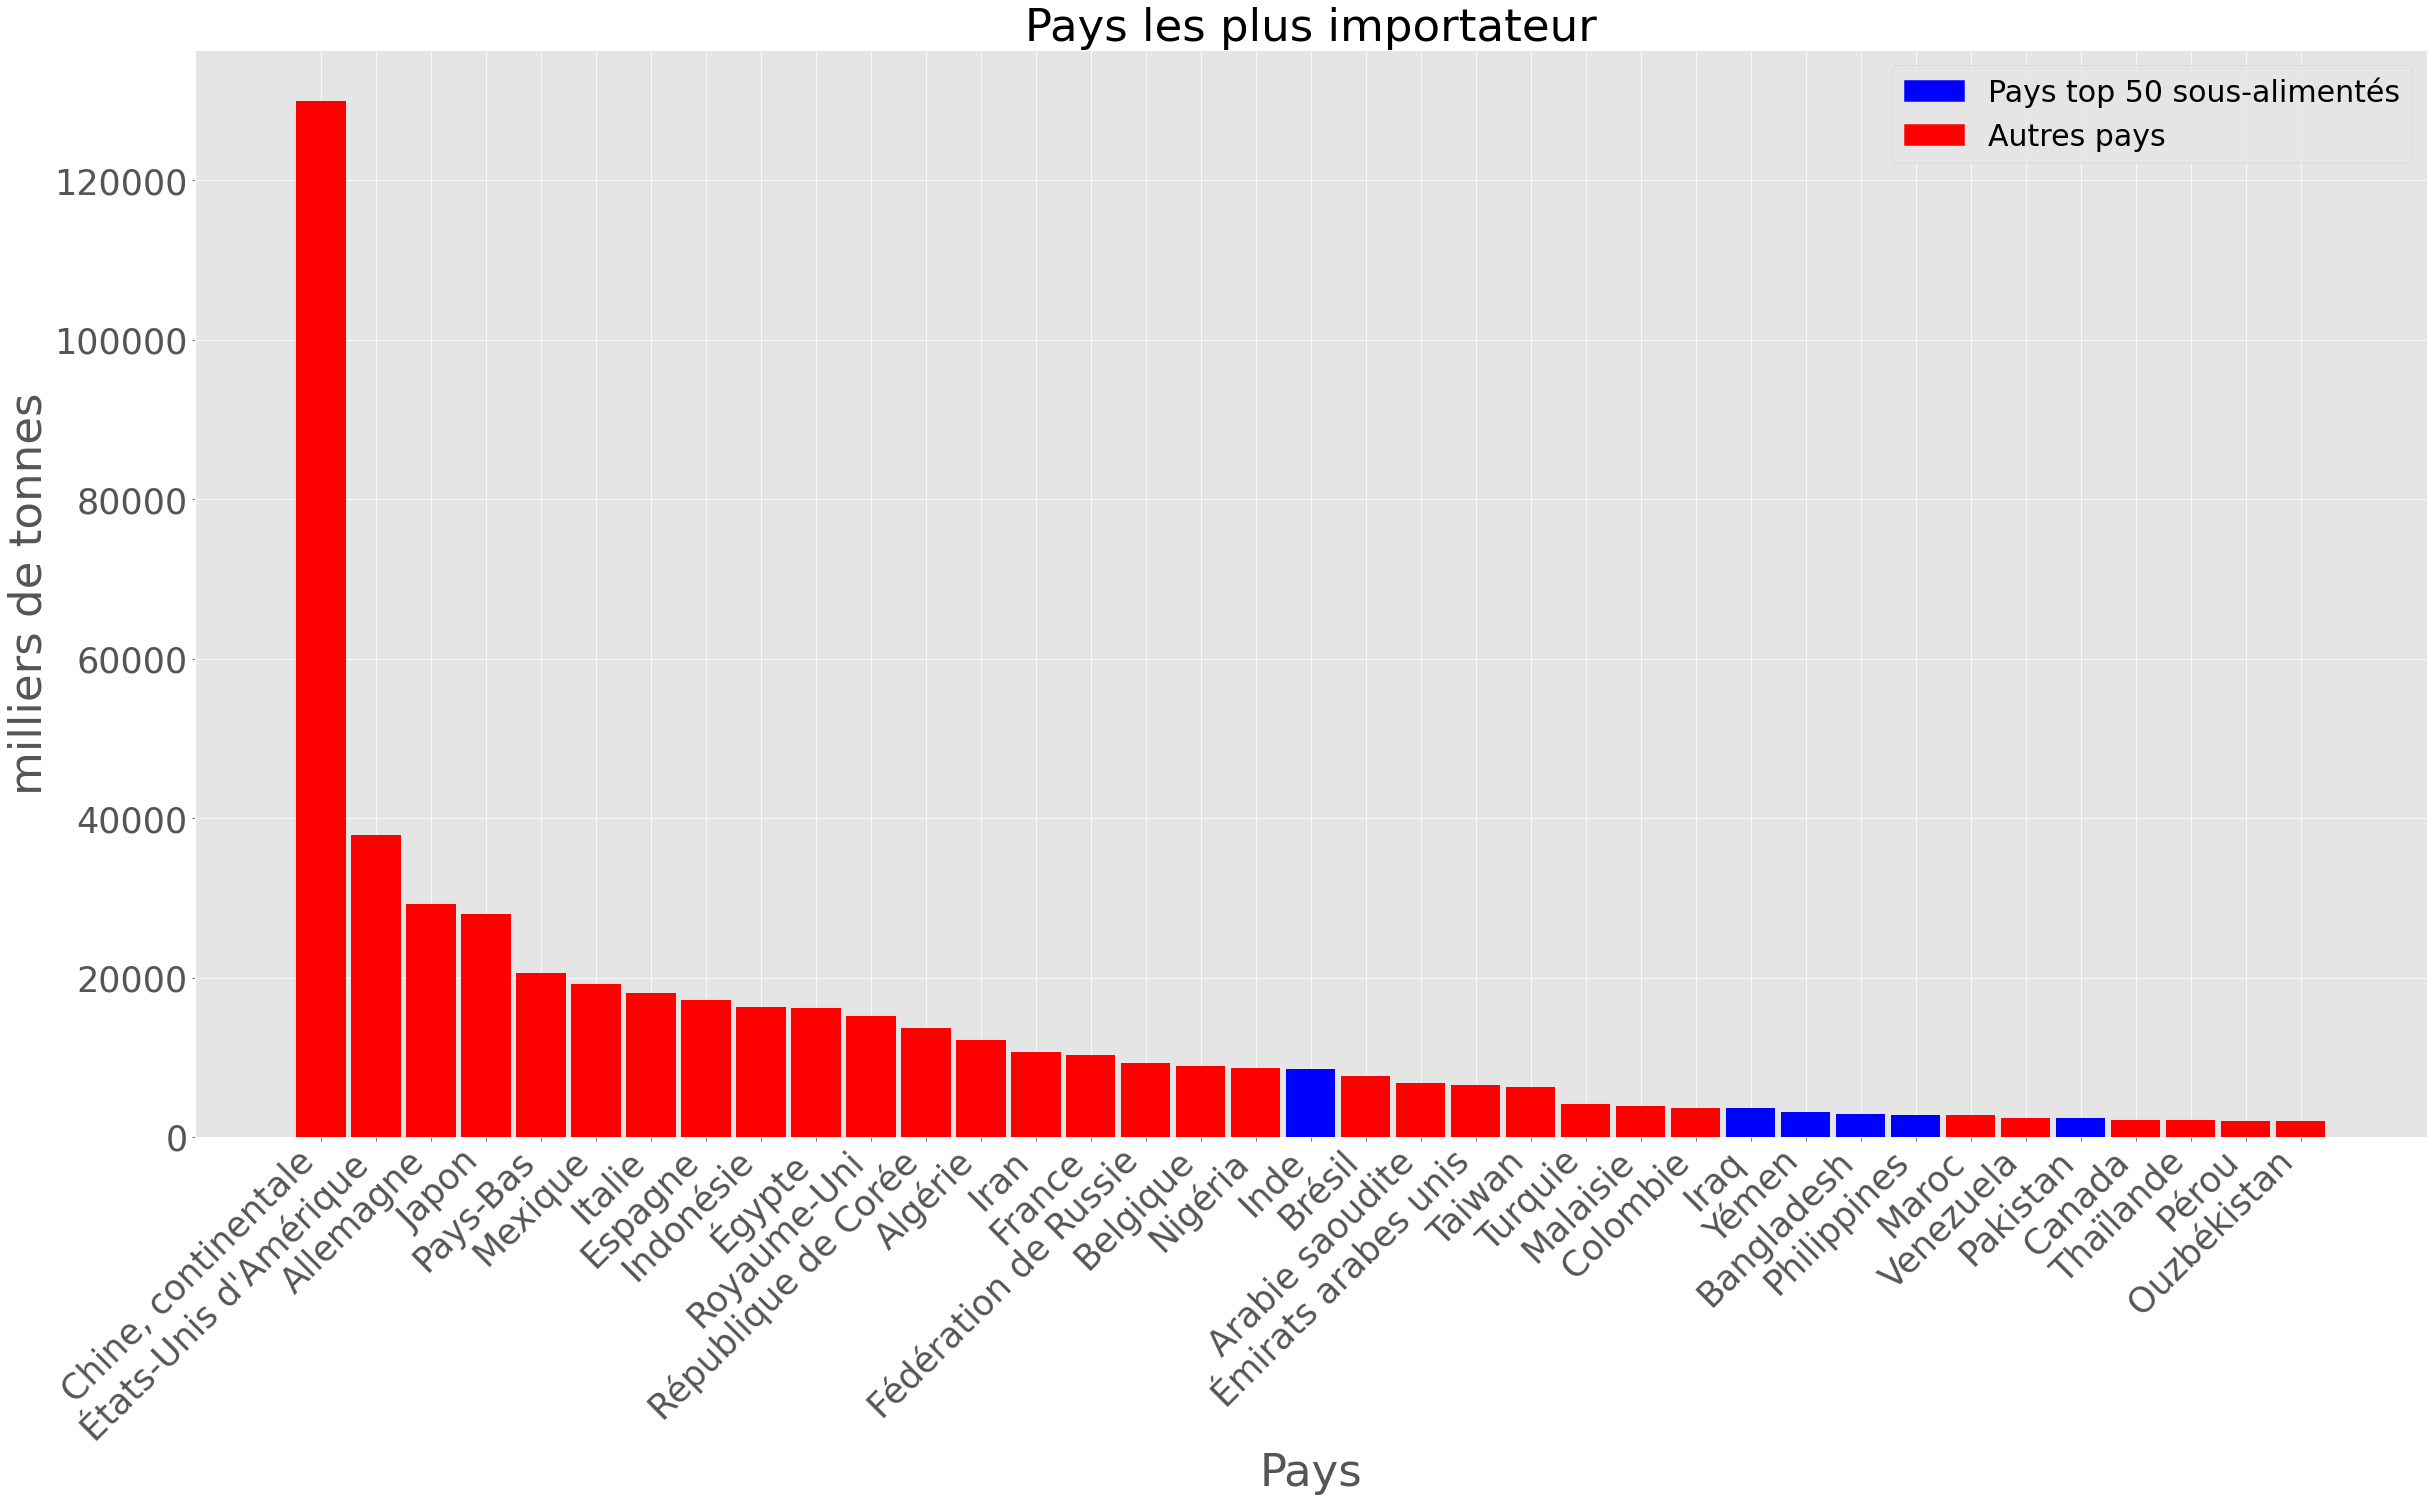 Pays les plus importateur
Pays top 50 sous-alimentés
Autres pays
milliers de tonnes
120000
100000
80000
60000
40000
20000
0
Chine, continentale
États-Unis d'Amérique
Allemagne
Japon
Pays-Bas
Mexique
Italie
Espagne
Indonésie
Égypte
Royaume-Uni
République de Corée
Algérie
Iran
France
Fédération de Russie
Belgique
Nigéria
Inde
Brésil
Arabie saoudite
Émirats arabes unis
Taiwan
Turquie
Malaisie
Colombie
Iraq
Yémen
Bangladesh
Philippines
Maroc
Venezuela
Pakistan
Canada
Thaïlande
Pérou
Ouzbékistan
Pays